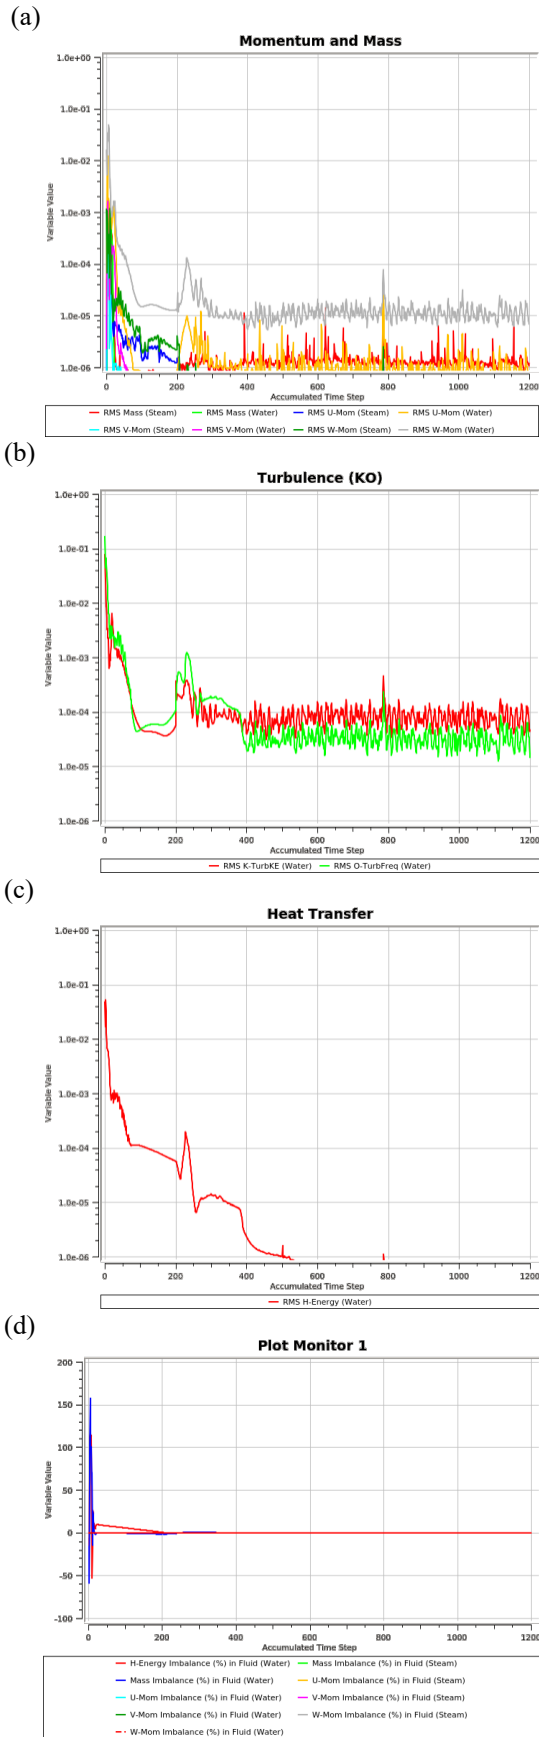 (a)
Momentum and Mass
1.0e+00
1.0e-01
1.0e-02
1.0e-03
1.0e-04
1.0e-05
1.0e-06
Variable Value
0 200 400 600 800 1000 1200
Accumulated Time Step
RMS Mass (Steam) RMS Mass (Water) RMS U-Mom (Steam) RMS U-Mom (Water)
RMS V-Mom (Steam) RMS V-Mom (Water) RMS W-Mom (Steam) RMS W-Mom (Water)
(b)
Turbulence (KO)
1.0e+00
1.0e-01
1.0e-02
1.0e-03
1.0e-04
1.0e-05
1.0e-06
Variable Value
0 200 400 600 800 1000 1200
Accumulated Time Step
RMS K-TurbKE (Water) RMS O-TurbFreq (Water)
(c)
Heat Transfer
1.0e+00
1.0e-01
1.0e-02
1.0e-03
1.0e-04
1.0e-05
1.0e-06
Variable Value
0 200 400 600 800 1000 1200
Accumulated Time Step
RMS H-Energy (Water)
(d)
Plot Monitor 1
200
150
100
50
0
-50
-100
Variable Value
0 200 400 600 800 1000 1200
Accumulated Time Step
H-Energy Imbalance (%) in Fluid (Water) Mass Imbalance (%) in Fluid (Steam)
Mass Imbalance (%) in Fluid (Water) U-Mom Imbalance (%) in Fluid (Steam)
U-Mom Imbalance (%) in Fluid (Water) V-Mom Imbalance (%) in Fluid (Steam)
V-Mom Imbalance (%) in Fluid (Water) W-Mom Imbalance (%) in Fluid (Steam)
W-Mom Imbalance (%) in Fluid (Water)